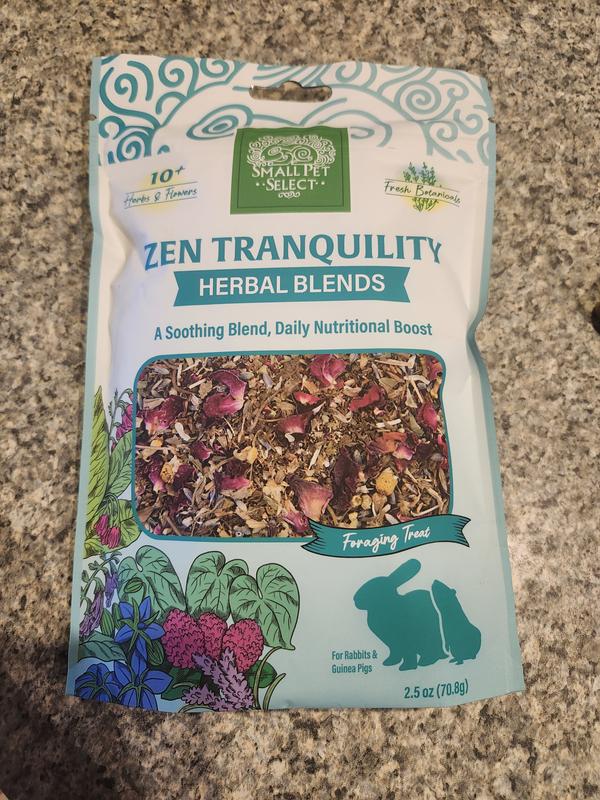 SMALL PET
SELECT
10+
Herbs & Flowers
Fresh Botanicals
ZEN TRANQUILITY
HERBAL BLENDS
A Soothing Blend, Daily Nutritional Boost
Foraging Treat
For Rabbits &
Guinea Pigs
2.5 oz (70.8g)